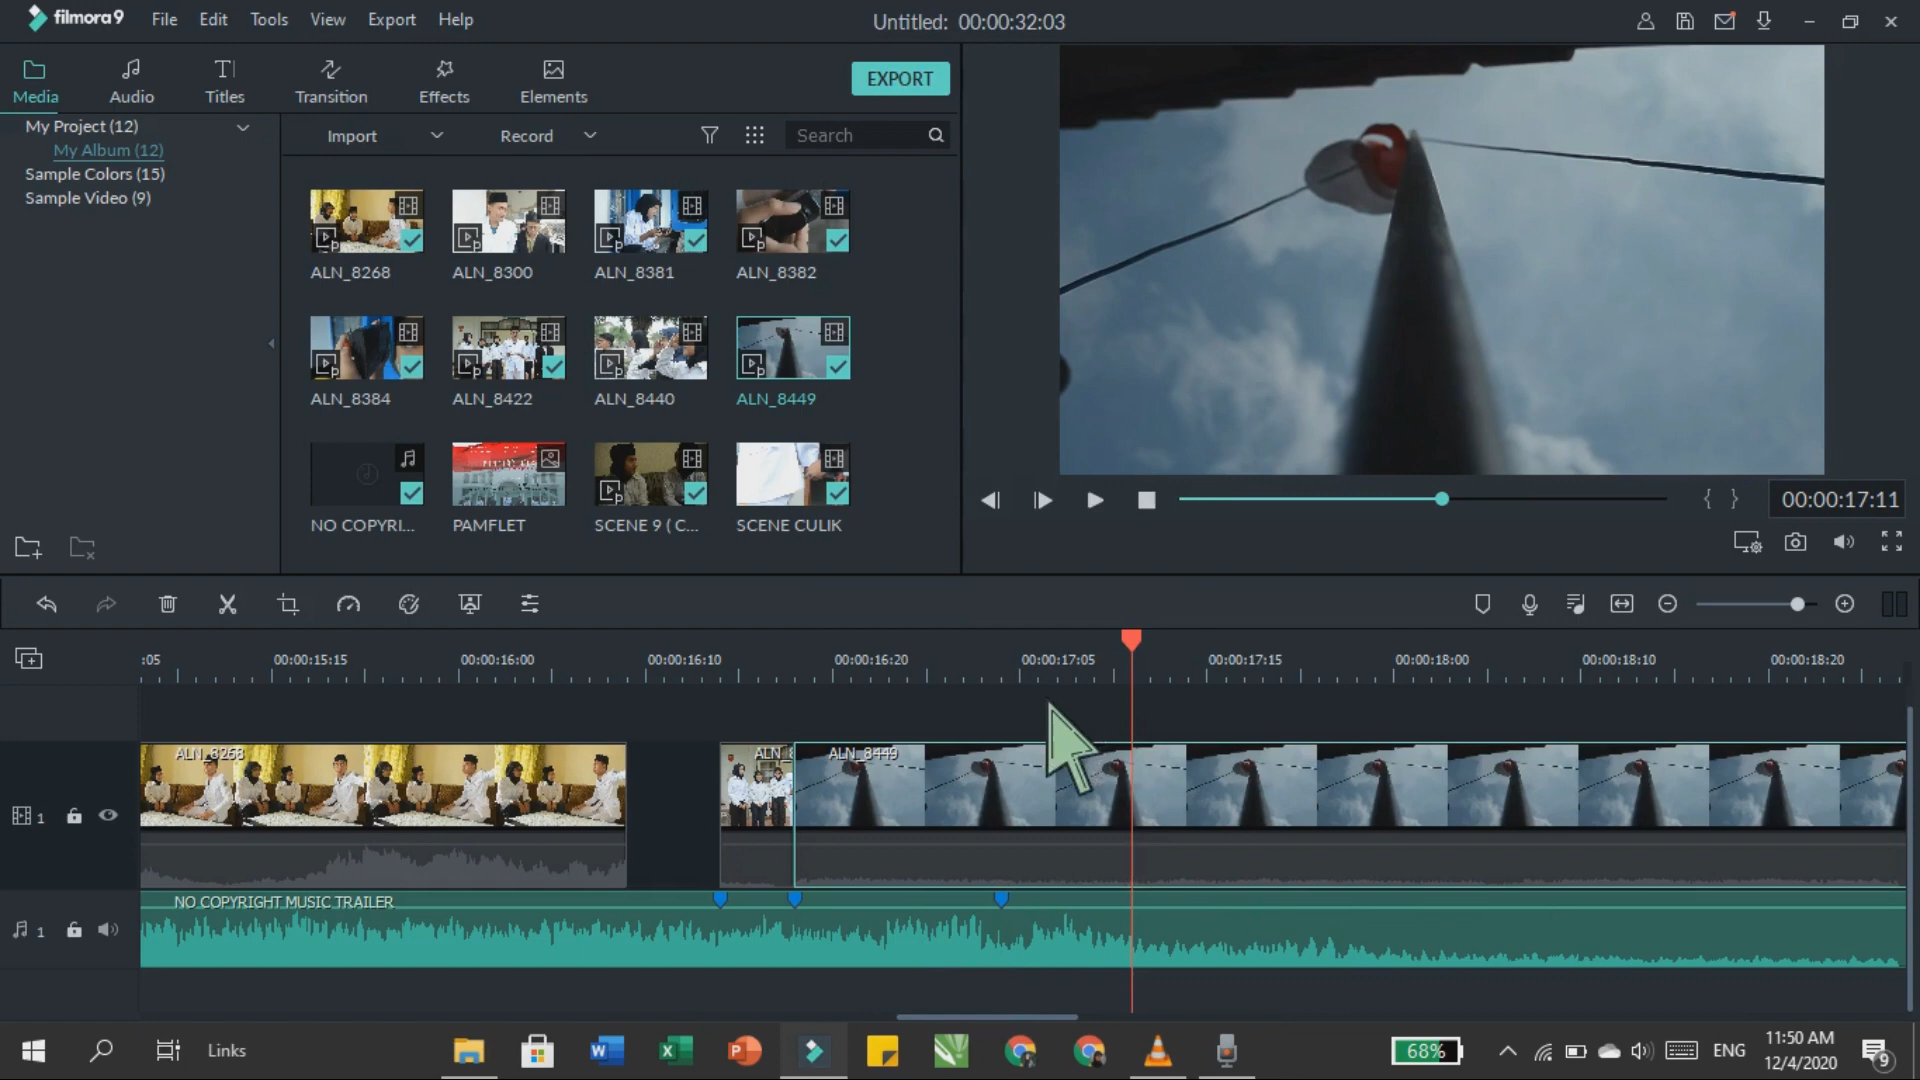 filmora9 File Edit Tools View Export Help
Untitled: 00:00:32:03
Media Audio Titles Transition Effects Elements
EXPORT
My Project (12)
My Album (12)
Sample Colors (15)
Sample Video (9)
Import Record Search
ALN_8268 ALN_8300 ALN_8381 ALN_8382
ALN_8384 ALN_8422 ALN_8440 ALN_8449
NO COPYRI... PAMFLET SCENE 9 ( C... SCENE CULIK
{ } 00:00:17:11
:05 00:00:15:15 00:00:16:00 00:00:16:10 00:00:16:20 00:00:17:05 00:00:17:15 00:00:18:00 00:00:18:10 00:00:18:20
ALN_8268 ALN_8 ALN_8449
1
NO COPYRIGHT MUSIC TRAILER
1
Links
68%
ENG
11:50 AM
12/4/2020
9